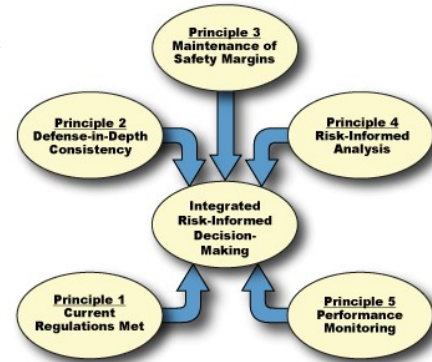 Principle 3
Maintenance of
Safety Margins
Principle 2
Defense-in-Depth
Consistency
Principle 4
Risk-Informed
Analysis
Integrated
Risk-Informed
Decision-
Making
Principle 1
Current
Regulations Met
Principle 5
Performance
Monitoring